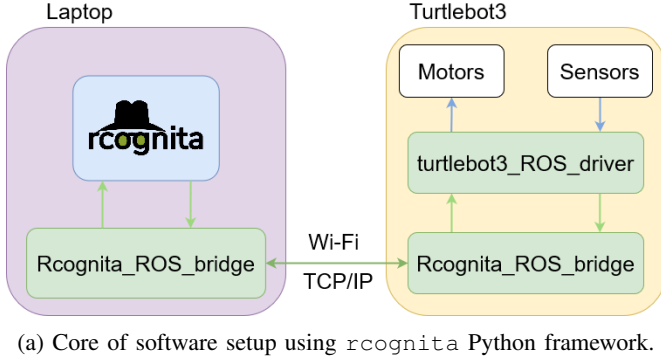 Laptop
Turtlebot3
Motors
Sensors
rcognita
turtlebot3_ROS_driver
Rcognita_ROS_bridge
Wi-Fi
TCP/IP
Rcognita_ROS_bridge
(a) Core of software setup using rcognita Python framework.